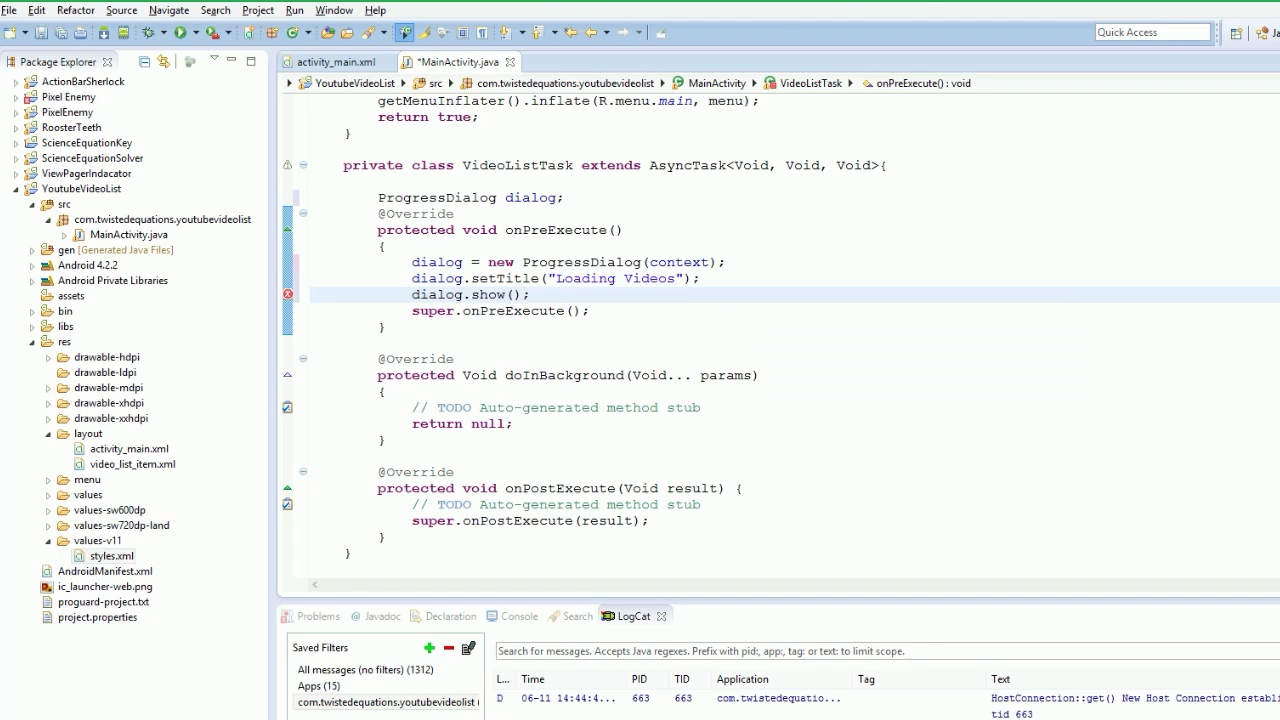 File Edit Refactor Source Navigate Search Project Run Window Help
Quick Access
Package Explorer
activity_main.xml
*MainActivity.java
YoutubeVideoList src com.twistedequations.youtubevideolist MainActivity VideoListTask onPreExecute() : void
ActionBarSherlock
Pixel Enemy
PixelEnemy
RoosterTeeth
ScienceEquationKey
ScienceEquationSolver
ViewPagerIndacator
YoutubeVideoList
src
com.twistedequations.youtubevideolist
MainActivity.java
gen [Generated Java Files]
Android 4.2.2
Android Private Libraries
assets
bin
libs
res
drawable-hdpi
drawable-ldpi
drawable-mdpi
drawable-xhdpi
drawable-xxhdpi
layout
activity_main.xml
video_list_item.xml
menu
values
values-sw600dp
values-sw720dp-land
values-v11
styles.xml
AndroidManifest.xml
ic_launcher-web.png
proguard-project.txt
project.properties
getMenuInflater().inflate(R.menu.main, menu);
return true;
}
private class VideoListTask extends AsyncTask<Void, Void, Void>{
ProgressDialog dialog;
@Override
protected void onPreExecute()
{
dialog = new ProgressDialog(context);
dialog.setTitle("Loading Videos");
dialog.show();
super.onPreExecute();
}
@Override
protected Void doInBackground(Void... params)
{
// TODO Auto-generated method stub
return null;
}
@Override
protected void onPostExecute(Void result) {
// TODO Auto-generated method stub
super.onPostExecute(result);
}
}
Problems @ Javadoc Declaration Console Search LogCat
Saved Filters
All messages (no filters) (1312)
Apps (15)
com.twistedequations.youtubevideolist (
Search for messages. Accepts Java regexes. Prefix with pid:, app:, tag: or text: to limit scope.
L... Time PID TID Application Tag Text
D 06-11 14:44:4... 663 663 com.twistedequatio... HostConnection::get() New Host Connection establi
tid 663